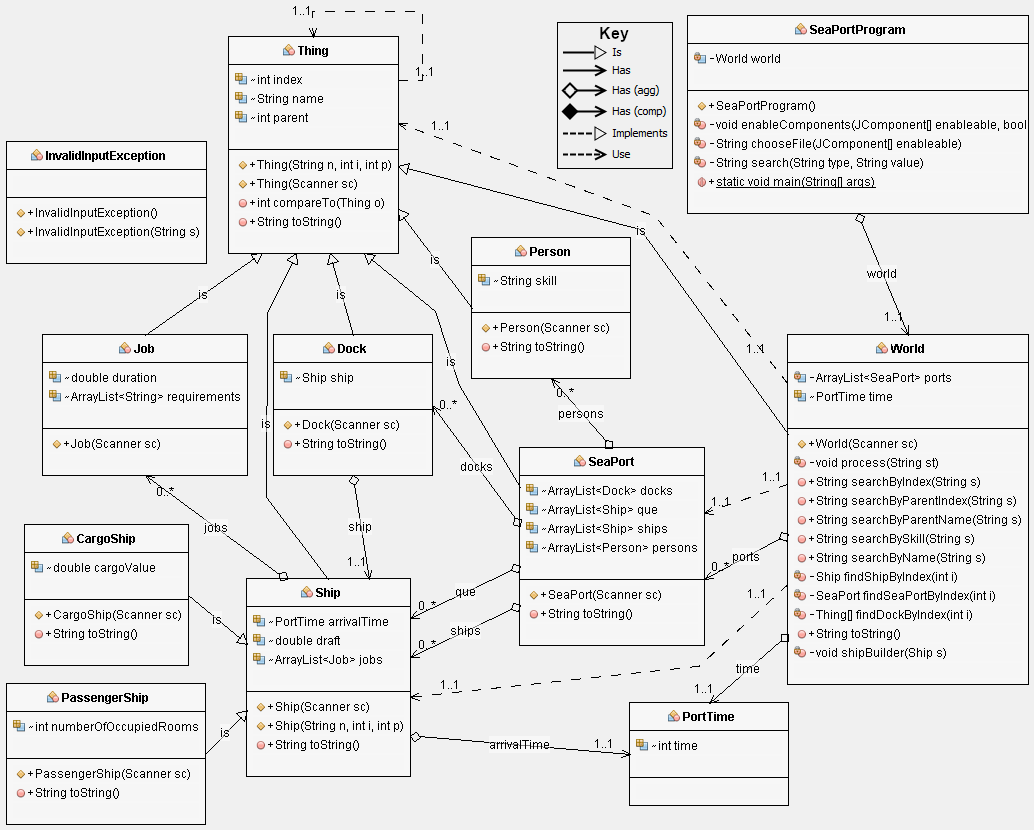 Thing
~int index
~String name
~int parent
+Thing(String n, int i, int p)
+Thing(Scanner sc)
+int compareTo(Thing o)
+String toString()
1..1
1..1
Key
Is
Has
Has (agg)
Has (comp)
Implements
Use
SeaPortProgram
-World world
+SeaPortProgram()
-void enableComponents(JComponent[] enableable, bool
-String chooseFile(JComponent[] enableable)
-String search(String type, String value)
+static void main(String[] args)
InvalidInputException
+InvalidInputException()
+InvalidInputException(String s)
1..1
is
is
world
1..1
1..1
Person
~String skill
+Person(Scanner sc)
+String toString()
is
is
is
is
Job
~double duration
~ArrayList<String> requirements
+Job(Scanner sc)
Dock
~Ship ship
+Dock(Scanner sc)
+String toString()
0..*
docks
0..*
persons
World
-ArrayList<SeaPort> ports
~PortTime time
+World(Scanner sc)
-void process(String st)
+String searchByIndex(String s)
+String searchByParentIndex(String s)
+String searchByParentName(String s)
+String searchBySkill(String s)
+String searchByName(String s)
-Ship findShipByIndex(int i)
-SeaPort findSeaPortByIndex(int i)
-Thing[] findDockByIndex(int i)
+String toString()
-void shipBuilder(Ship s)
SeaPort
~ArrayList<Dock> docks
~ArrayList<Ship> que
~ArrayList<Ship> ships
~ArrayList<Person> persons
+SeaPort(Scanner sc)
+String toString()
1..1
1..1
ports
0..*
1..1
1..1
time
1..1
0..*
jobs
ship
1..1
que
0..*
ships
0..*
CargoShip
~double cargoValue
+CargoShip(Scanner sc)
+String toString()
is
Ship
~PortTime arrivalTime
~double draft
~ArrayList<Job> jobs
+Ship(Scanner sc)
+Ship(String n, int i, int p)
+String toString()
PassengerShip
~int numberOfOccupiedRooms
+PassengerShip(Scanner sc)
+String toString()
is
arrivalTime
1..1
PortTime
~int time